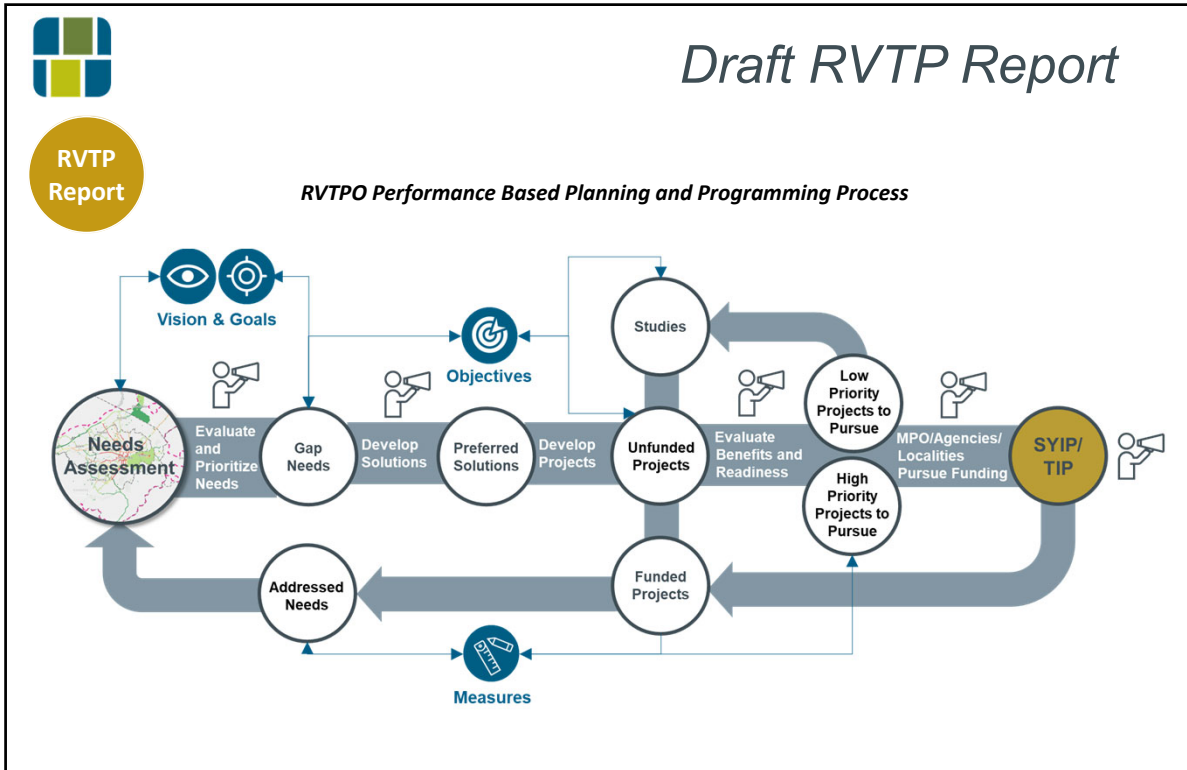 Draft RVTP Report
RVTP
Report
RVTPO Performance Based Planning and Programming Process
Vision & Goals
Objectives
Studies
Low
Priority
Projects to
Pursue
Needs
Assessment
Evaluate
and
Prioritize
Needs
Gap
Needs
Develop
Solutions
Preferred
Solutions
Develop
Projects
Unfunded
Projects
Evaluate
Benefits and
Readiness
MPO/Agencies/
Localities
Pursue Funding
SYIP/
TIP
High
Priority
Projects to
Pursue
Addressed
Needs
Funded
Projects
Measures